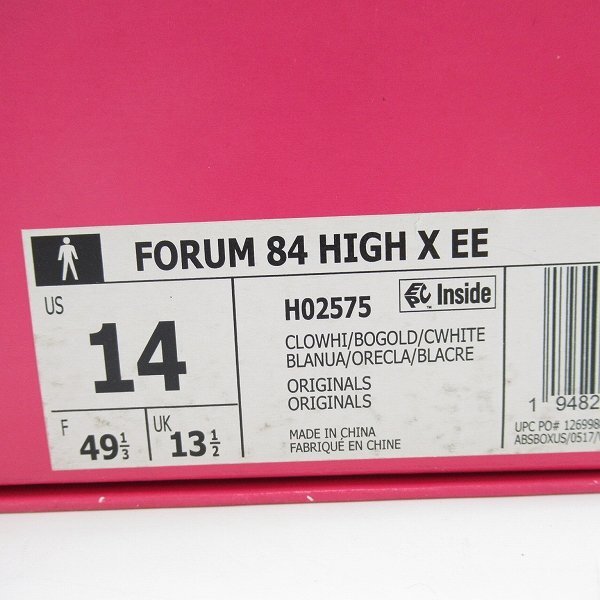 FORUM 84 HIGH X EE
US
14
F
49 1/3
UK
13 1/2
H02575
EPC Inside
CLOWHI/BOGOLD/CWHITE
BLANUA/ORECLA/BLACRE
ORIGINALS
ORIGINALS
MADE IN CHINA
FABRIQUÉ EN CHINE
1 9482
UPC PO# 126998
ABSBOXUS/0517/